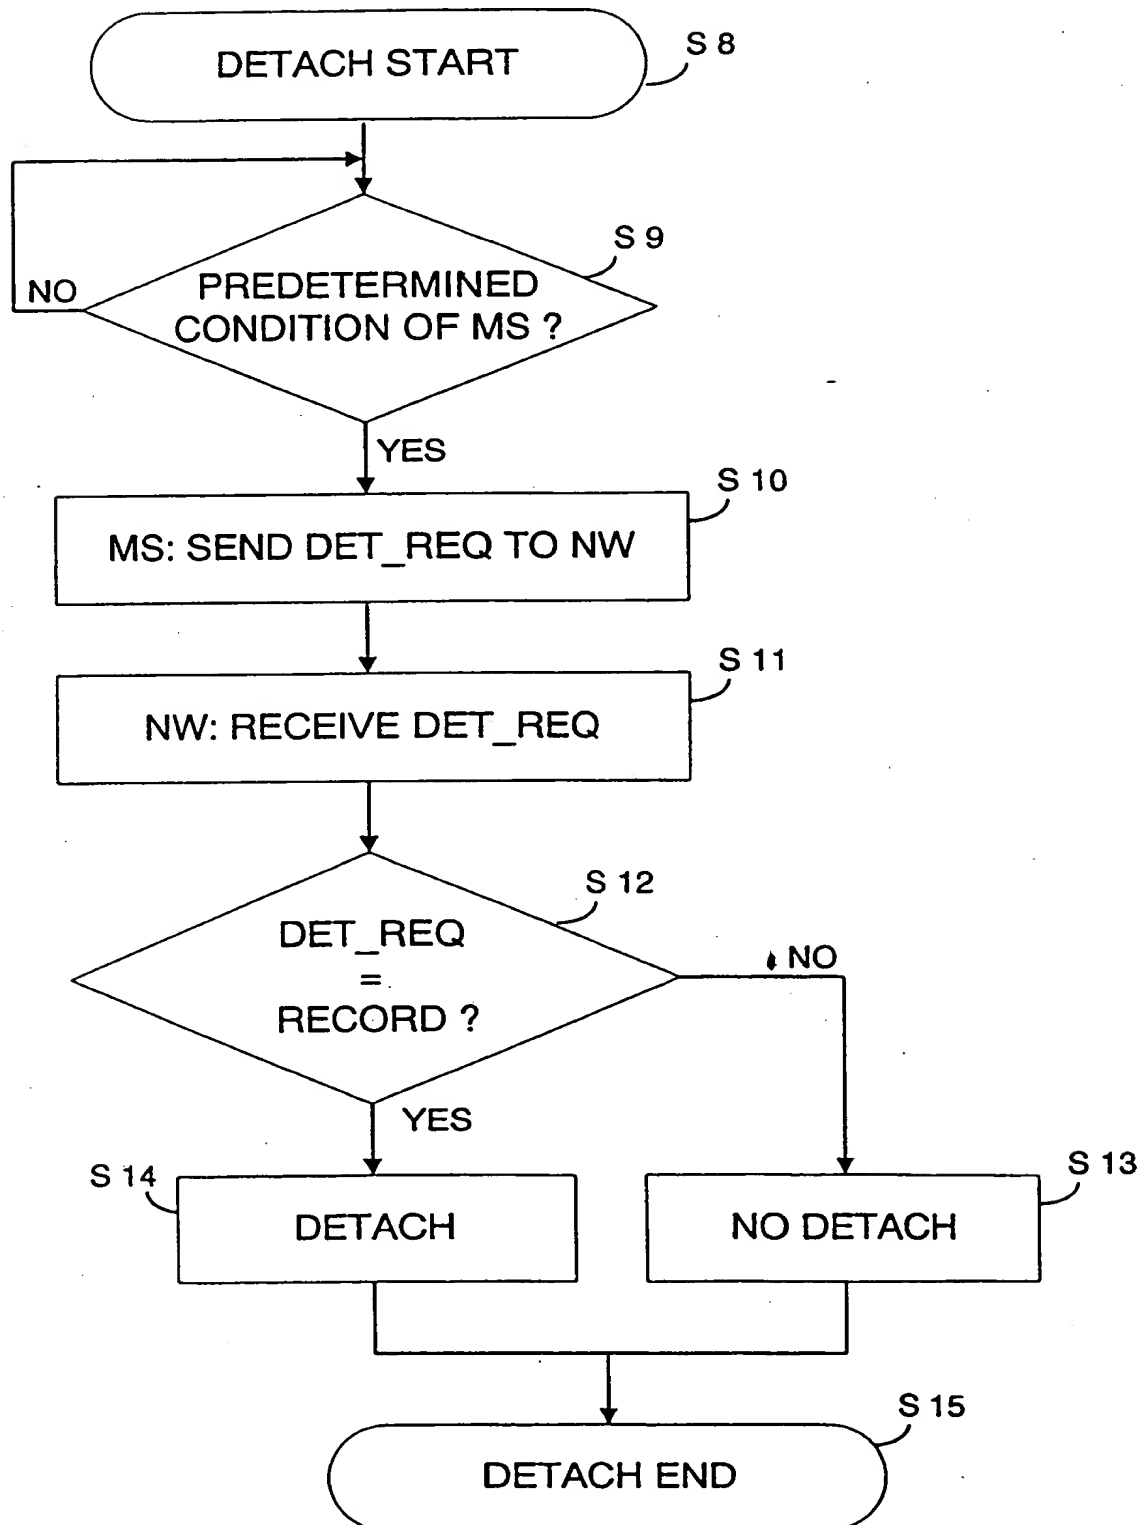 DETACH START
S 8
S 9
PREDETERMINED
CONDITION OF MS ?
NO
YES
S 10
MS: SEND DET_REQ TO NW
S 11
NW: RECEIVE DET_REQ
S 12
DET_REQ
=
RECORD ?
NO
YES
S 14
DETACH
S 13
NO DETACH
S 15
DETACH END